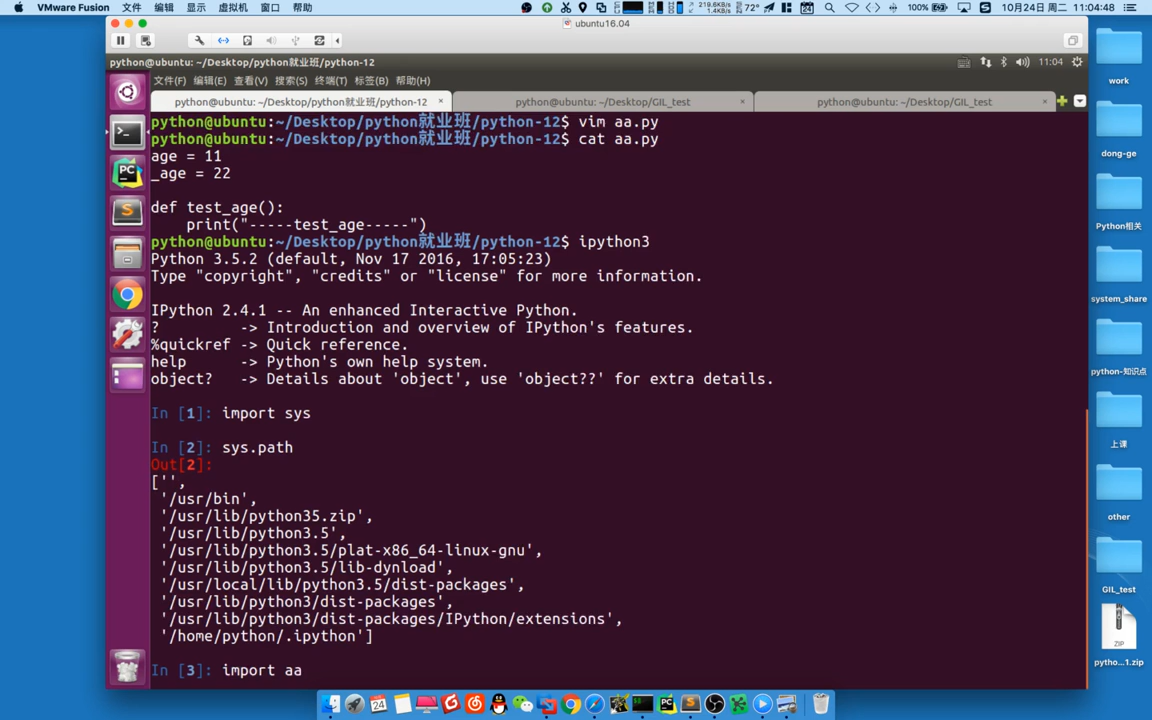 VMware Fusion 文件 编辑 显示 虚拟机 窗口 帮助 219.6KB/s 1.4KB/s 72° 100% 10月24日 周二 11:04:48
ubuntu16.04
python@ubuntu: ~/Desktop/python就业班/python-12 11:04
文件(F) 编辑(E) 查看(V) 搜索(S) 终端(T) 标签(B) 帮助(H)
python@ubuntu: ~/Desktop/python就业班/python-12 × python@ubuntu: ~/Desktop/GIL_test × python@ubuntu: ~/Desktop/GIL_test ×
python@ubuntu:~/Desktop/python就业班/python-12$ vim aa.py
python@ubuntu:~/Desktop/python就业班/python-12$ cat aa.py
age = 11
_age = 22
def test_age():
    print("-----test_age-----")
python@ubuntu:~/Desktop/python就业班/python-12$ ipython3
Python 3.5.2 (default, Nov 17 2016, 17:05:23)
Type "copyright", "credits" or "license" for more information.
IPython 2.4.1 -- An enhanced Interactive Python.
?         -> Introduction and overview of IPython's features.
%quickref -> Quick reference.
help      -> Python's own help system.
object?   -> Details about 'object', use 'object??' for extra details.
In [1]: import sys
In [2]: sys.path
Out[2]:
['',
 '/usr/bin',
 '/usr/lib/python35.zip',
 '/usr/lib/python3.5',
 '/usr/lib/python3.5/plat-x86_64-linux-gnu',
 '/usr/lib/python3.5/lib-dynload',
 '/usr/local/lib/python3.5/dist-packages',
 '/usr/lib/python3/dist-packages',
 '/usr/lib/python3/dist-packages/IPython/extensions',
 '/home/python/.ipython']
In [3]: import aa
work
dong-ge
Python相关
system_share
python-知识点
上课
other
GIL_test
ZIP
pytho...1.zip